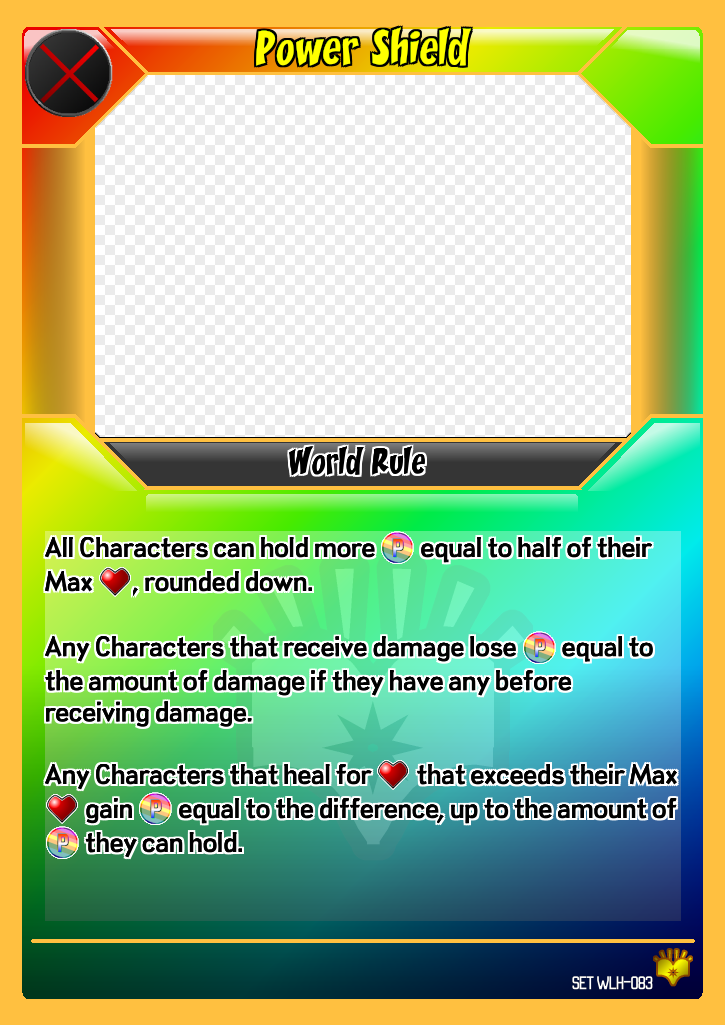 Power Shield
World Rule
All Characters can hold more P equal to half of their
Max , rounded down.
Any Characters that receive damage lose P equal to
the amount of damage if they have any before
receiving damage.
Any Characters that heal for that exceeds their Max
gain P equal to the difference, up to the amount of
P they can hold.
SET WLH-083